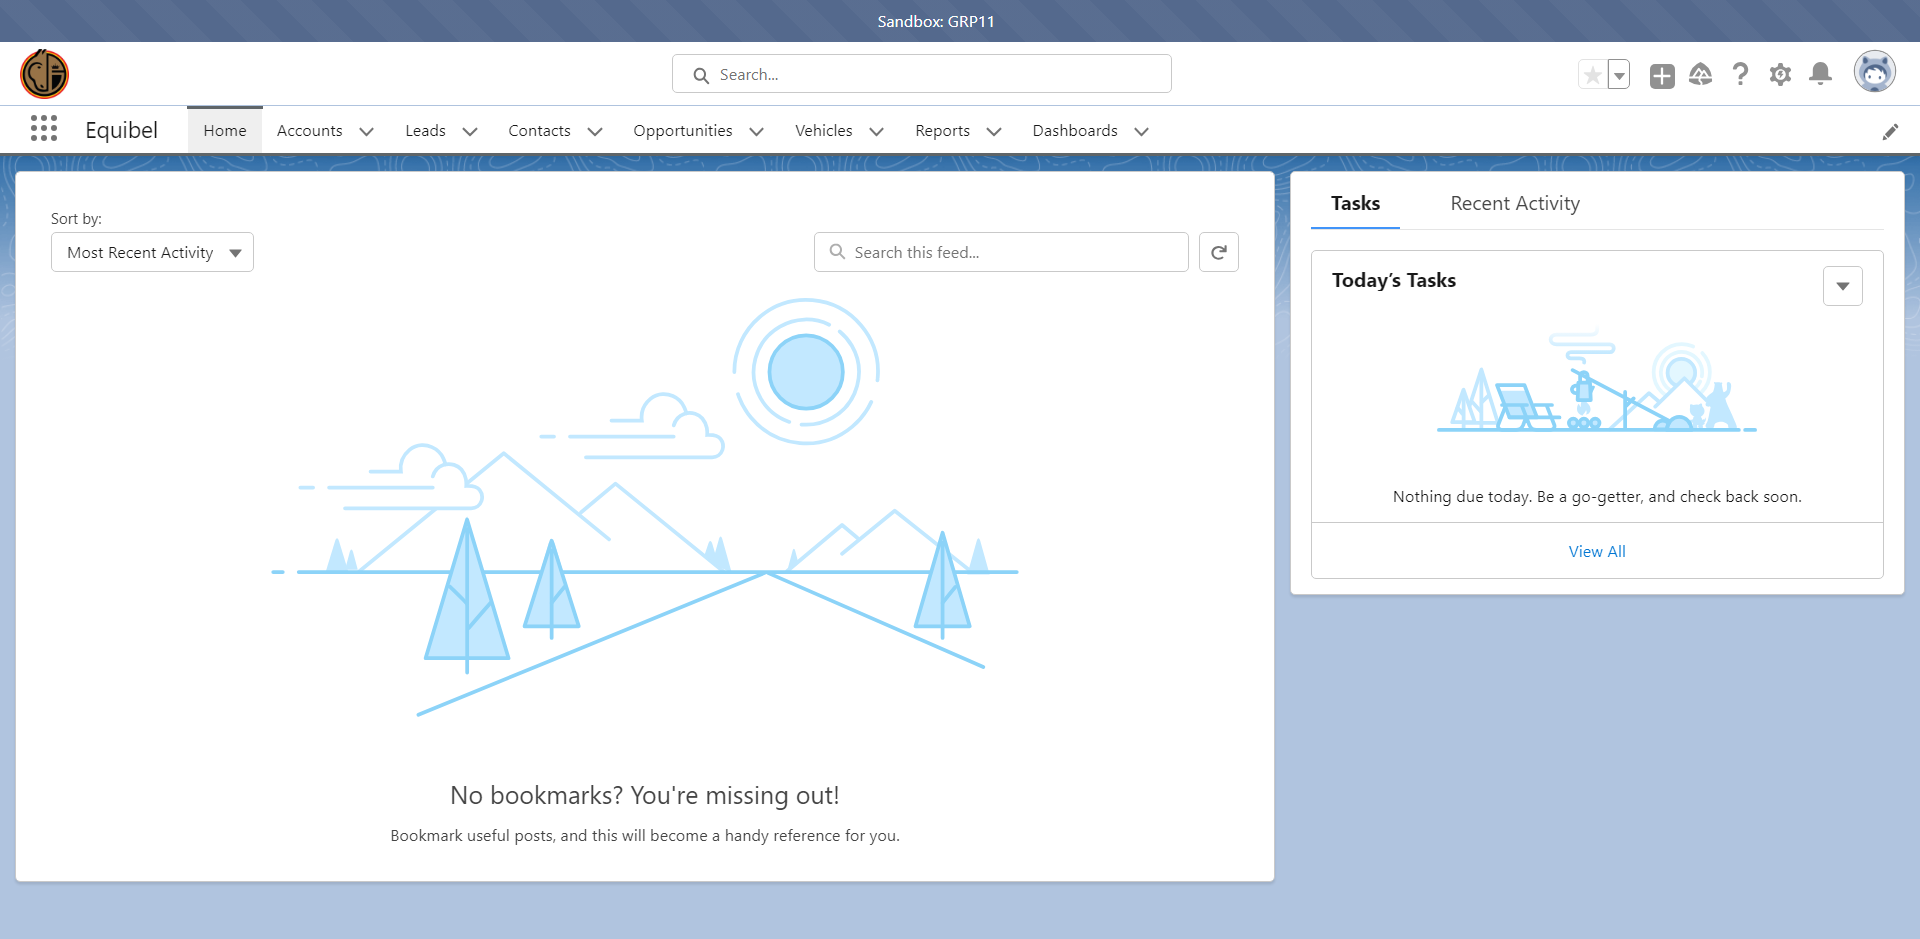 Sandbox: GRP11
Search...
Equibel
Home
Accounts
Leads
Contacts
Opportunities
Vehicles
Reports
Dashboards
Sort by:
Most Recent Activity
Search this feed...
No bookmarks? You're missing out!
Bookmark useful posts, and this will become a handy reference for you.
Tasks
Recent Activity
Today’s Tasks
Nothing due today. Be a go-getter, and check back soon.
View All